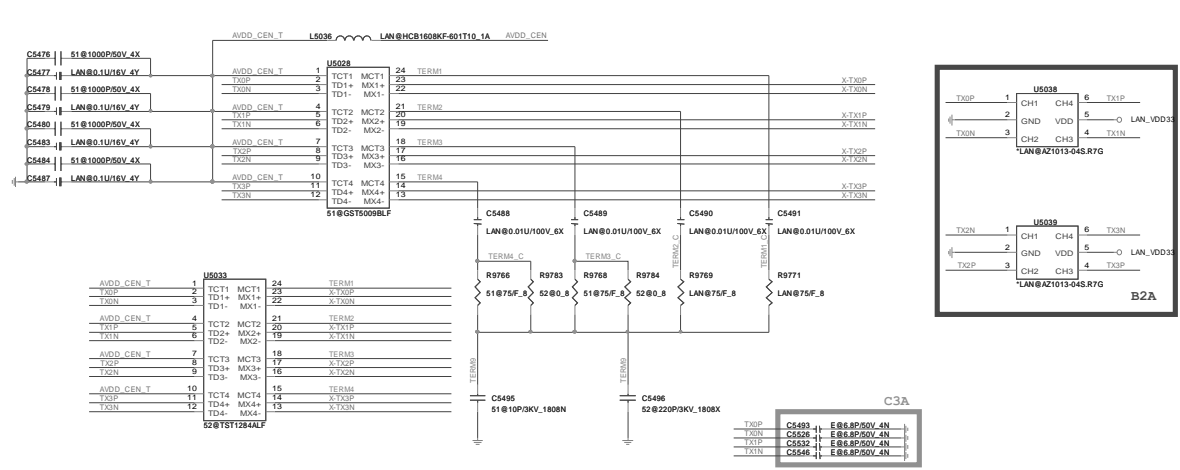 AVDD_CEN_T L5036 LAN@HCB1608KF-601T10_1A AVDD_CEN
C5476 51@1000P/50V_4X
C5477 LAN@0.1U/16V_4Y
C5478 51@1000P/50V_4X
C5479 LAN@0.1U/16V_4Y
C5480 51@1000P/50V_4X
C5483 LAN@0.1U/16V_4Y
C5484 51@1000P/50V_4X
C5487 LAN@0.1U/16V_4Y
U5028
AVDD_CEN_T 1 TCT1 MCT1 24 TERM1
TX0P 2 TD1+ MX1+ 23 X-TX0P
TX0N 3 TD1- MX1- 22 X-TX0N
AVDD_CEN_T 4 TCT2 MCT2 21 TERM2
TX1P 5 TD2+ MX2+ 20 X-TX1P
TX1N 6 TD2- MX2- 19 X-TX1N
AVDD_CEN_T 7 TCT3 MCT3 18 TERM3
TX2P 8 TD3+ MX3+ 17 X-TX2P
TX2N 9 TD3- MX3- 16 X-TX2N
AVDD_CEN_T 10 TCT4 MCT4 15 TERM4
TX3P 11 TD4+ MX4+ 14 X-TX3P
TX3N 12 TD4- MX4- 13 X-TX3N
51@GST5009BLF
U5038
TX0P 1 CH1 CH4 6 TX1P
2 GND VDD 5 LAN_VDD33
TX0N 3 CH2 CH3 4 TX1N
*LAN@AZ1013-04S.R7G
U5039
TX2N 1 CH1 CH4 6 TX3N
2 GND VDD 5 LAN_VDD33
TX2P 3 CH2 CH3 4 TX3P
*LAN@AZ1013-04S.R7G
B2A
C5488 C5489 C5490 C5491
LAN@0.01U/100V_6X LAN@0.01U/100V_6X LAN@0.01U/100V_6X LAN@0.01U/100V_6X
TERM4_C TERM3_C TERM2_C TERM1_C
R9766 R9783 R9768 R9784 R9769 R9771
51@75/F_8 52@0_8 51@75/F_8 52@0_8 LAN@75/F_8 LAN@75/F_8
TERM9 TERM9
C5495 C5496
51@10P/3KV_1808N 52@220P/3KV_1808X
U5033
AVDD_CEN_T 1 TCT1 MCT1 24 TERM1
TX0P 2 TD1+ MX1+ 23 X-TX0P
TX0N 3 TD1- MX1- 22 X-TX0N
AVDD_CEN_T 4 TCT2 MCT2 21 TERM2
TX1P 5 TD2+ MX2+ 20 X-TX1P
TX1N 6 TD2- MX2- 19 X-TX1N
AVDD_CEN_T 7 TCT3 MCT3 18 TERM3
TX2P 8 TD3+ MX3+ 17 X-TX2P
TX2N 9 TD3- MX3- 16 X-TX2N
AVDD_CEN_T 10 TCT4 MCT4 15 TERM4
TX3P 11 TD4+ MX4+ 14 X-TX3P
TX3N 12 TD4- MX4- 13 X-TX3N
52@TST1284ALF
C3A
TX0P C5493 E@6.8P/50V_4N
TX0N C5526 E@6.8P/50V_4N
TX1P C5532 E@6.8P/50V_4N
TX1N C5546 E@6.8P/50V_4N